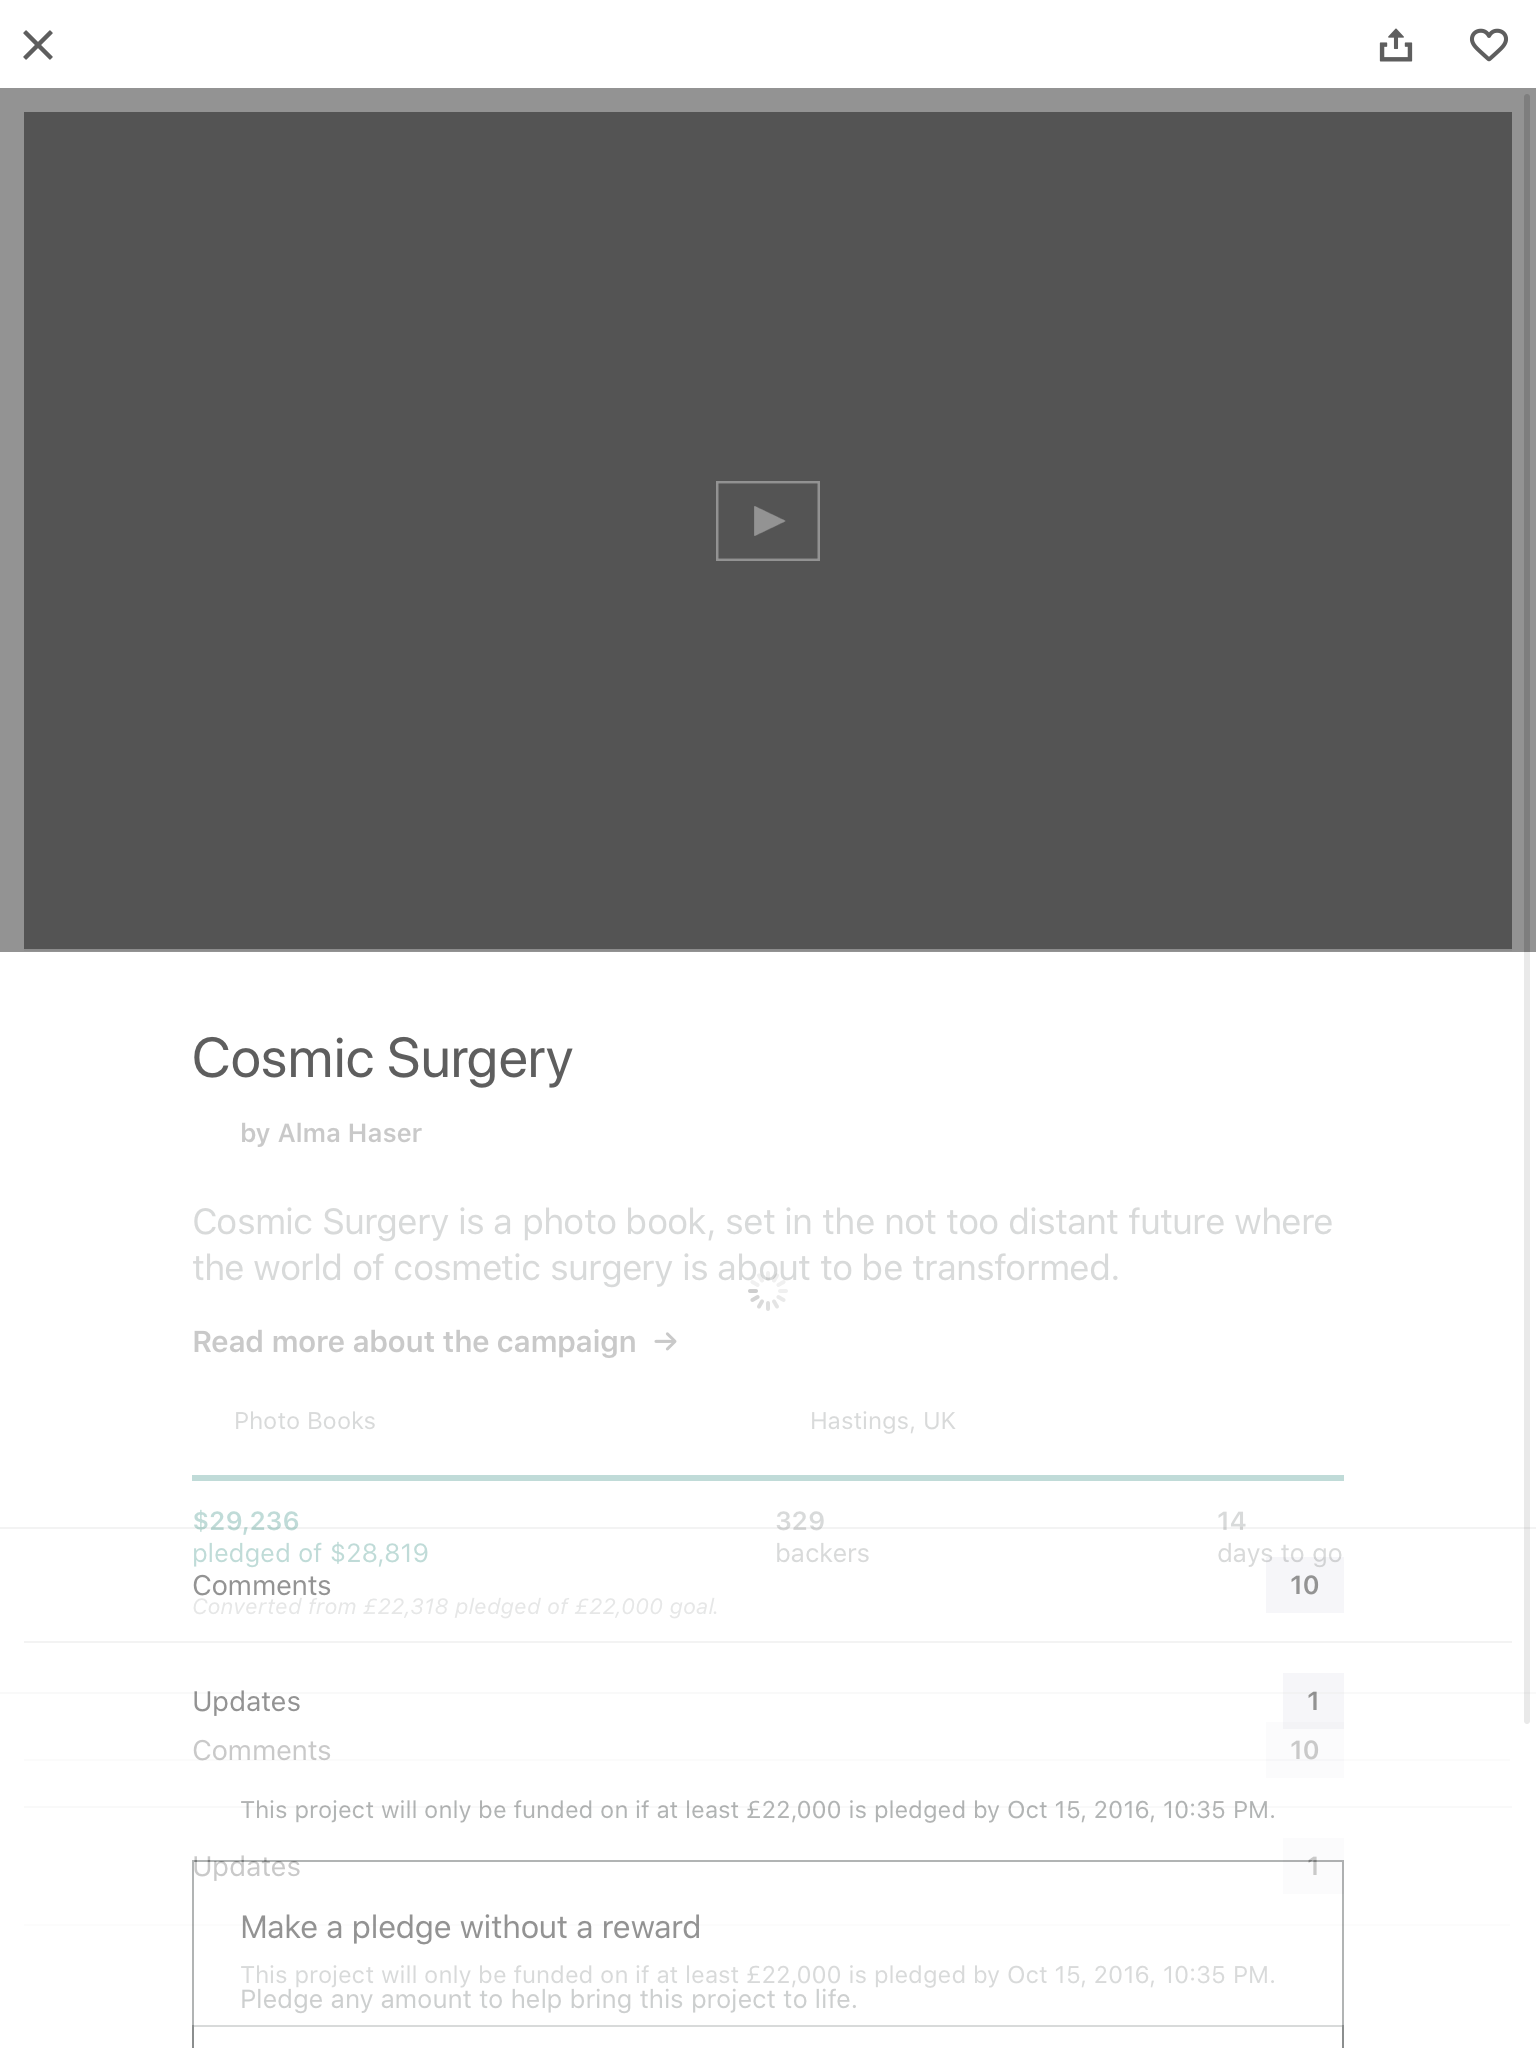 Cosmic Surgery
by Alma Haser
Cosmic Surgery is a photo book, set in the not too distant future where
the world of cosmetic surgery is about to be transformed.
Read more about the campaign
Photo Books
Hastings, UK
$29,236
pledged of $28,819
329
backers
14
days to go
Comments
10
Converted from £22,318 pledged of £22,000 goal.
Updates
1
Comments
10
This project will only be funded on if at least £22,000 is pledged by Oct 15, 2016, 10:35 PM.
Updates
1
Make a pledge without a reward
This project will only be funded on if at least £22,000 is pledged by Oct 15, 2016, 10:35 PM.
Pledge any amount to help bring this project to life.